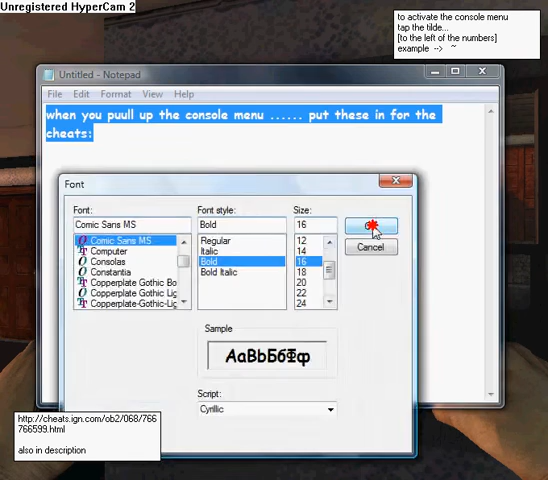 Unregistered HyperCam 2
to activate the console menu
tap the tilde...
[to the left of the numbers]
example --> ~
Untitled - Notepad
File Edit Format View Help
when you puull up the console menu ...... put these in for the
cheats:
Font
Font: Font style: Size:
Comic Sans MS Bold 16
Comic Sans MS Regular 12
Computer Italic 14
Consolas Bold 16
Constantia Bold Italic 18
Copperplate Gothic Bo 20
Copperplate Gothic Lig 22
Copperplate-Gothic-Lig 24
Cancel
Sample
AaBbБбФф
Script:
Cyrillic
http://cheats.ign.com/ob2/068/766
766599.html
also in description